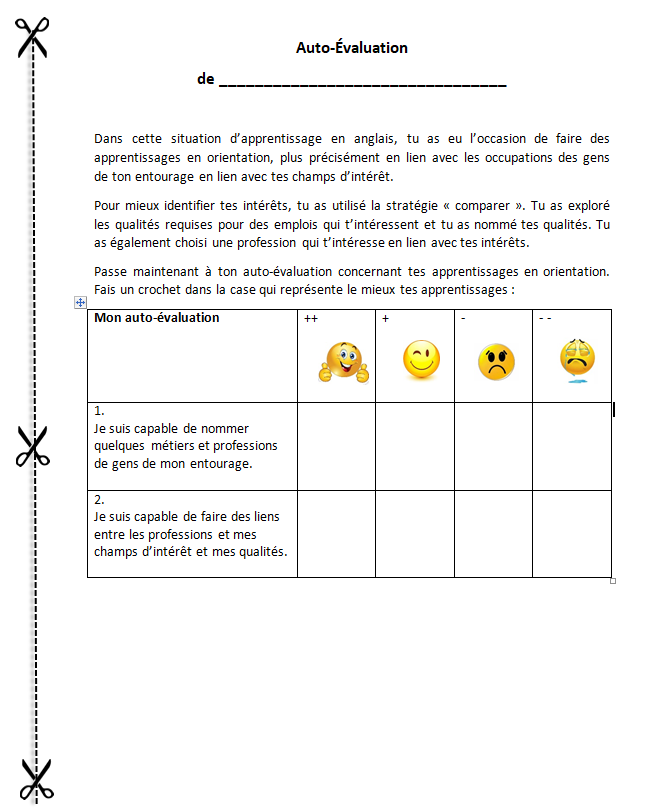 Auto-Évaluation
de ________________________________
Dans cette situation d’apprentissage en anglais, tu as eu l’occasion de faire des
apprentissages en orientation, plus précisément en lien avec les occupations des gens
de ton entourage en lien avec tes champs d’intérêt.
Pour mieux identifier tes intérêts, tu as utilisé la stratégie « comparer ». Tu as exploré
les qualités requises pour des emplois qui t’intéressent et tu as nommé tes qualités. Tu
as également choisi une profession qui t’intéresse en lien avec tes intérêts.
Passe maintenant à ton auto-évaluation concernant tes apprentissages en orientation.
Fais un crochet dans la case qui représente le mieux tes apprentissages :
Mon auto-évaluation ++ + - - -
1.
Je suis capable de nommer
quelques métiers et professions
de gens de mon entourage.
2.
Je suis capable de faire des liens
entre les professions et mes
champs d’intérêt et mes qualités.